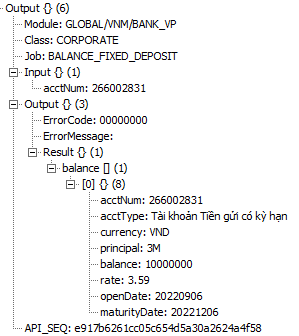 Output {} (6)
Module: GLOBAL/VNM/BANK_VP
Class: CORPORATE
Job: BALANCE_FIXED_DEPOSIT
Input {} (1)
acctNum: 266002831
Output {} (3)
ErrorCode: 00000000
ErrorMessage:
Result {} (1)
balance [] (1)
[0] {} (8)
acctNum: 266002831
acctType: Tài khoản Tiền gửi có kỳ hạn
currency: VND
principal: 3M
balance: 10000000
rate: 3.59
openDate: 20220906
maturityDate: 20221206
API_SEQ: e917b6261cc05c654d5a30a2624a4f58